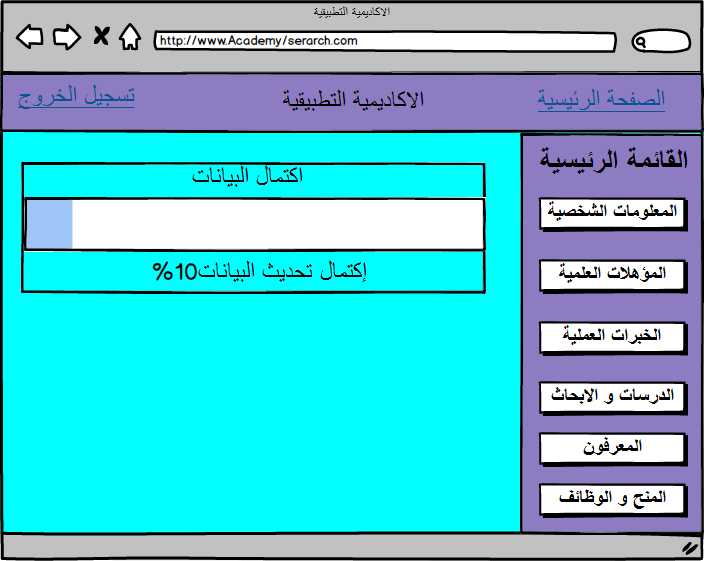 الاكاديمية التطبيقية
http://www.Academy/serarch.com
الصفحة الرئيسية
الاكاديمية التطبيقية
تسجيل الخروج
القائمة الرئيسية
المعلومات الشخصية
المؤهلات العلمية
الخبرات العملية
الدرسات و الابحاث
المعرفون
المنح و الوظائف
اكتمال البيانات
إكتمال تحديث البيانات10%